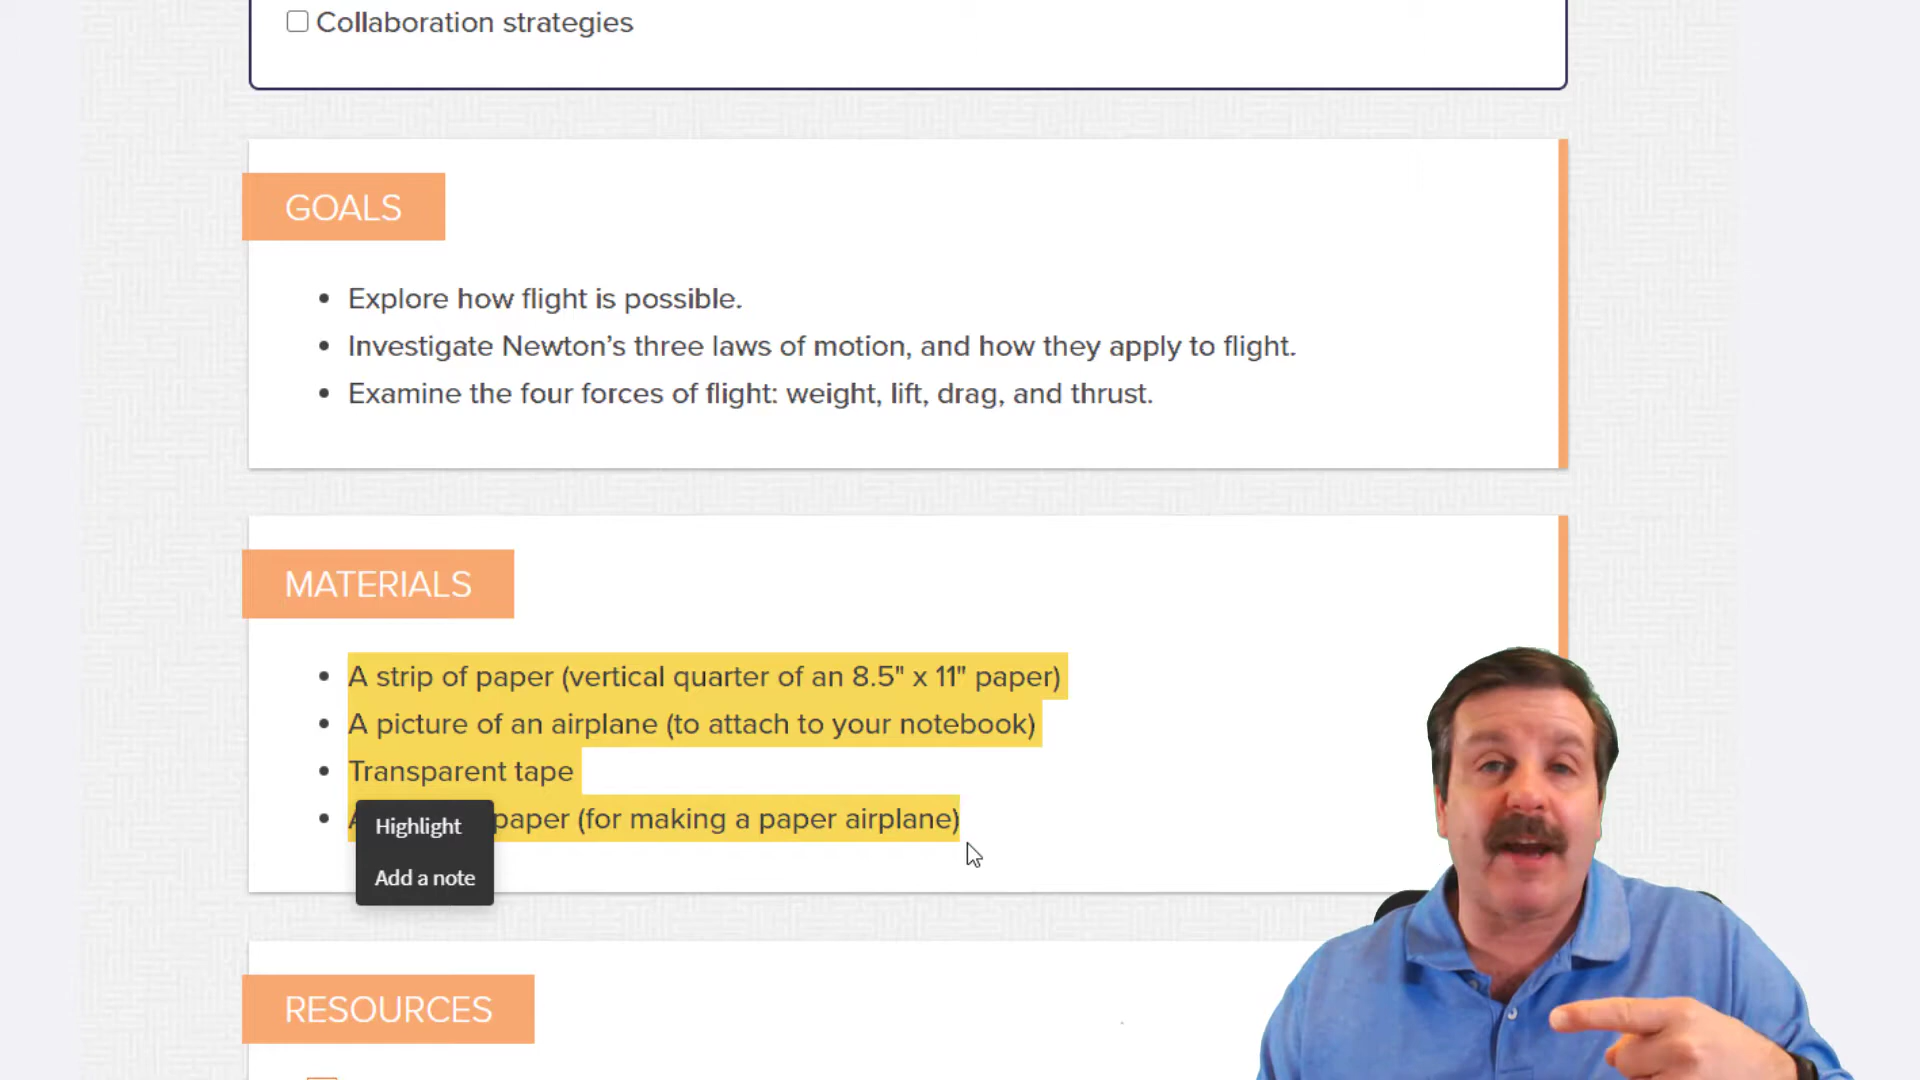 Collaboration strategies
GOALS
Explore how flight is possible.
Investigate Newton's three laws of motion, and how they apply to flight.
Examine the four forces of flight: weight, lift, drag, and thrust.
MATERIALS
A strip of paper (vertical quarter of an 8.5" x 11" paper)
A picture of an airplane (to attach to your notebook)
Transparent tape
paper (for making a paper airplane)
Highlight
Add a note
RESOURCES